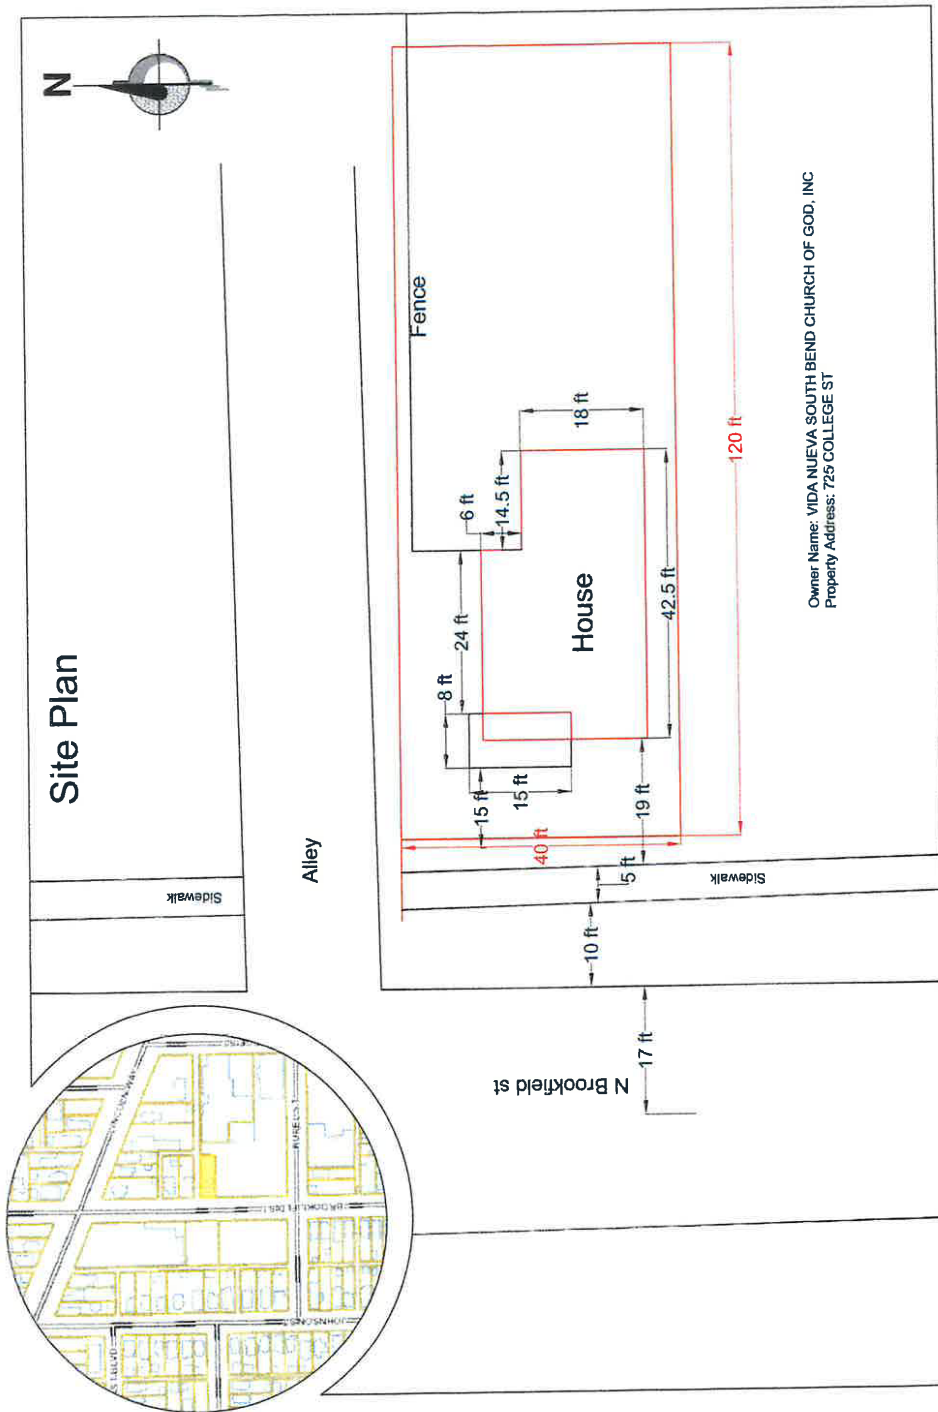 Site Plan
N
Sidewalk
Alley
Fence
8 ft
24 ft
6 ft
14.5 ft
18 ft
15 ft
15 ft
House
42.5 ft
40 ft
19 ft
5 ft
10 ft
Sidewalk
120 ft
17 ft
N Brookfield st
Owner Name: VIDA NUEVA SOUTH BEND CHURCH OF GOD, INC
Property Address: 725 COLLEGE ST
LINCOLN WAY